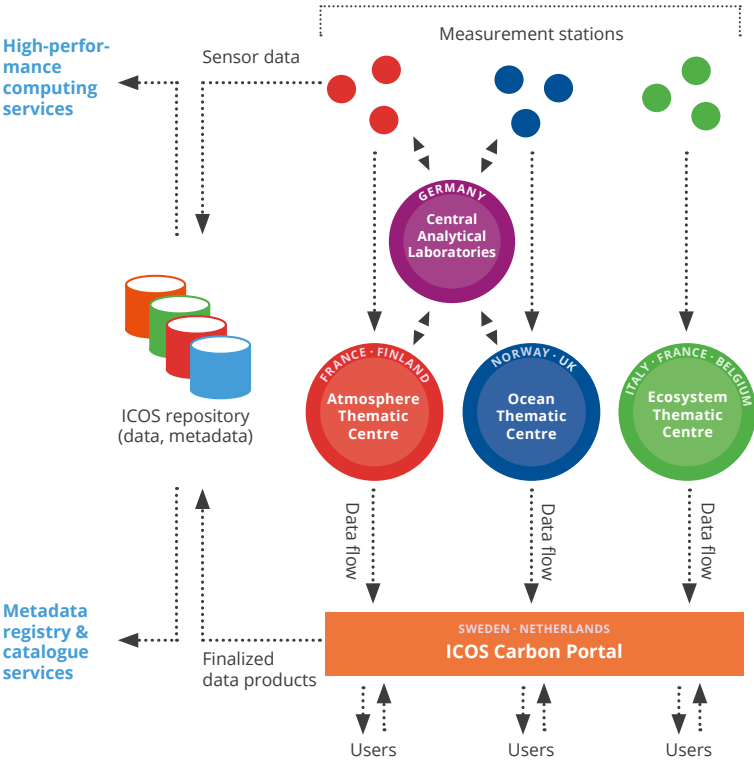 Measurement stations
High-perfor-
mance
computing
services
Sensor data
GERMANY
Central
Analytical
Laboratories
FRANCE · FINLAND
Atmosphere
Thematic
Centre
NORWAY · UK
Ocean
Thematic
Centre
ITALY · FRANCE · BELGIUM
Ecosystem
Thematic
Centre
ICOS repository
(data, metadata)
Data flow
Data flow
Data flow
Metadata
registry &
catalogue
services
Finalized
data products
SWEDEN · NETHERLANDS
ICOS Carbon Portal
Users
Users
Users